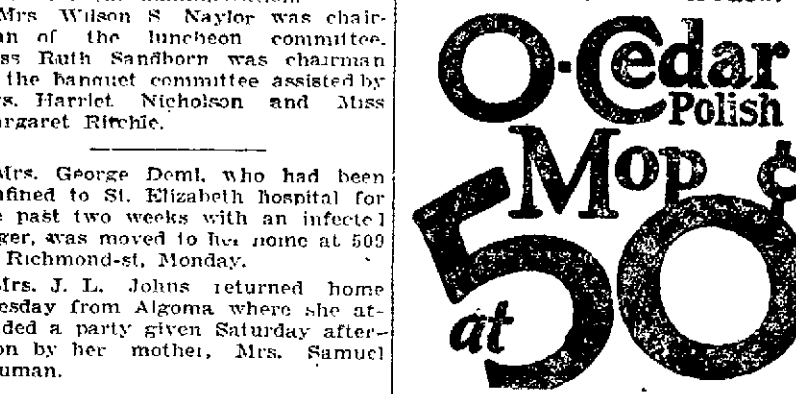 Mrs Wilson S Naylor was chair-
an of the luncheon committee.
ss Ruth Sandborn was chairman
the banquet committee assisted by
rs. Harriet Nicholson and Miss
argaret Ritchie.
Mrs. George Deml, who had been
nfined to St. Elizabeth hospital for
e past two weeks with an infected
ger, was moved to her home at 509
Richmond-st, Monday.
Mrs. J. L. Johns returned home
esday from Algoma where she at-
ded a party given Saturday after-
on by her mother, Mrs. Samuel
uman.
O-Cedar
Polish
Mop
at 50¢